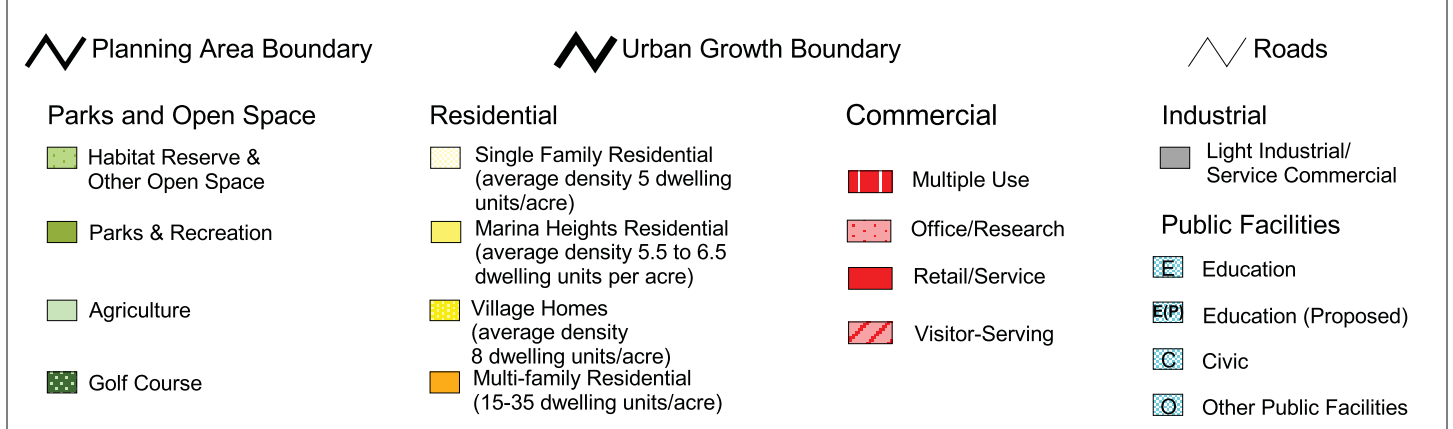 Planning Area Boundary
Urban Growth Boundary
Roads
Parks and Open Space
Habitat Reserve &
Other Open Space
Parks & Recreation
Agriculture
Golf Course
Residential
Single Family Residential
(average density 5 dwelling
units/acre)
Marina Heights Residential
(average density 5.5 to 6.5
dwelling units per acre)
Village Homes
(average density
8 dwelling units/acre)
Multi-family Residential
(15-35 dwelling units/acre)
Commercial
Multiple Use
Office/Research
Retail/Service
Visitor-Serving
Industrial
Light Industrial/
Service Commercial
Public Facilities
E Education
E(P) Education (Proposed)
C Civic
O Other Public Facilities